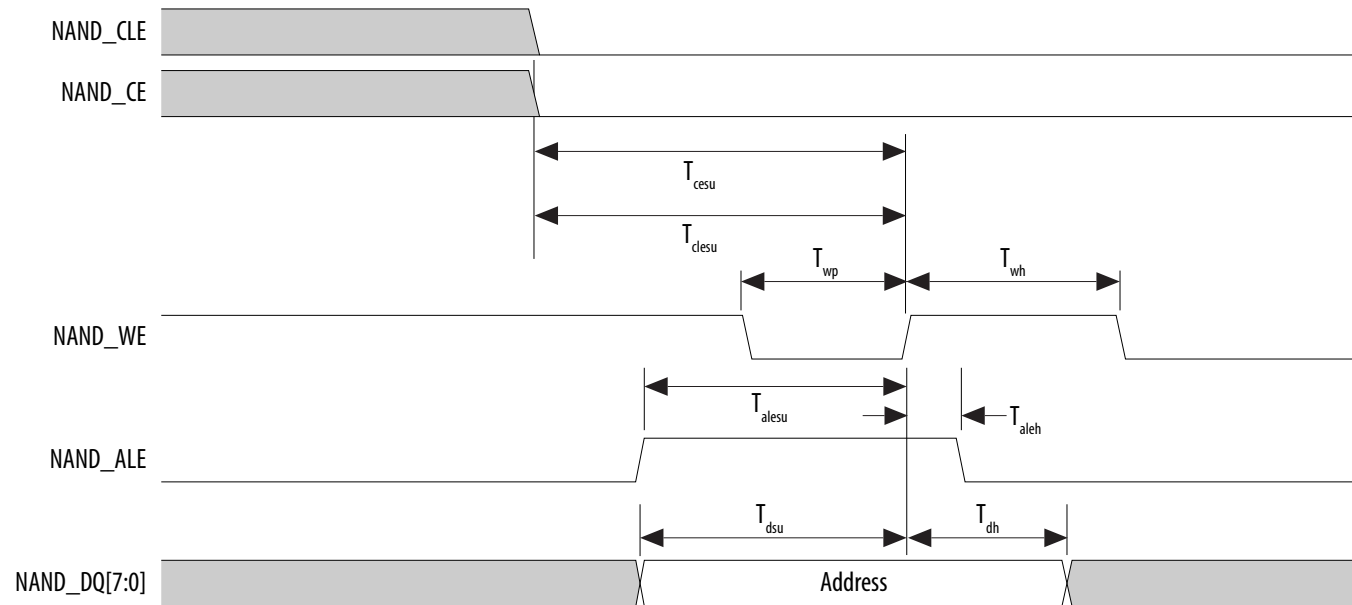 NAND_CLE
NAND_CE
Tcesu
Tclesu
Twp
Twh
NAND_WE
Talesu
Taleh
NAND_ALE
Tdsu
Tdh
NAND_DQ[7:0]
Address